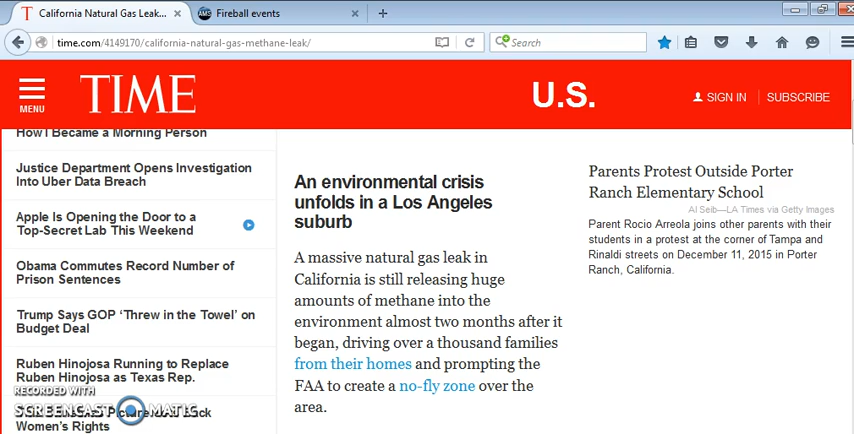 California Natural Gas Leak...
Fireball events
time.com/4149170/california-natural-gas-methane-leak/
Search
MENU
TIME
U.S.
SIGN IN
SUBSCRIBE
How I Became a Morning Person
Justice Department Opens Investigation
Into Uber Data Breach
Apple Is Opening the Door to a
Top-Secret Lab This Weekend
Obama Commutes Record Number of
Prison Sentences
Trump Says GOP ‘Threw in the Towel’ on
Budget Deal
Ruben Hinojosa Running to Replace
Ruben Hinojosa as Texas Rep.
Women's Rights
RECORDED WITH
SCREENCAST MATIC
An environmental crisis
unfolds in a Los Angeles
suburb
A massive natural gas leak in
California is still releasing huge
amounts of methane into the
environment almost two months after it
began, driving over a thousand families
from their homes and prompting the
FAA to create a no-fly zone over the
area.
Parents Protest Outside Porter
Ranch Elementary School
Al Seib—LA Times via Getty Images
Parent Rocio Arreola joins other parents with their
students in a protest at the corner of Tampa and
Rinaldi streets on December 11, 2015 in Porter
Ranch, California.